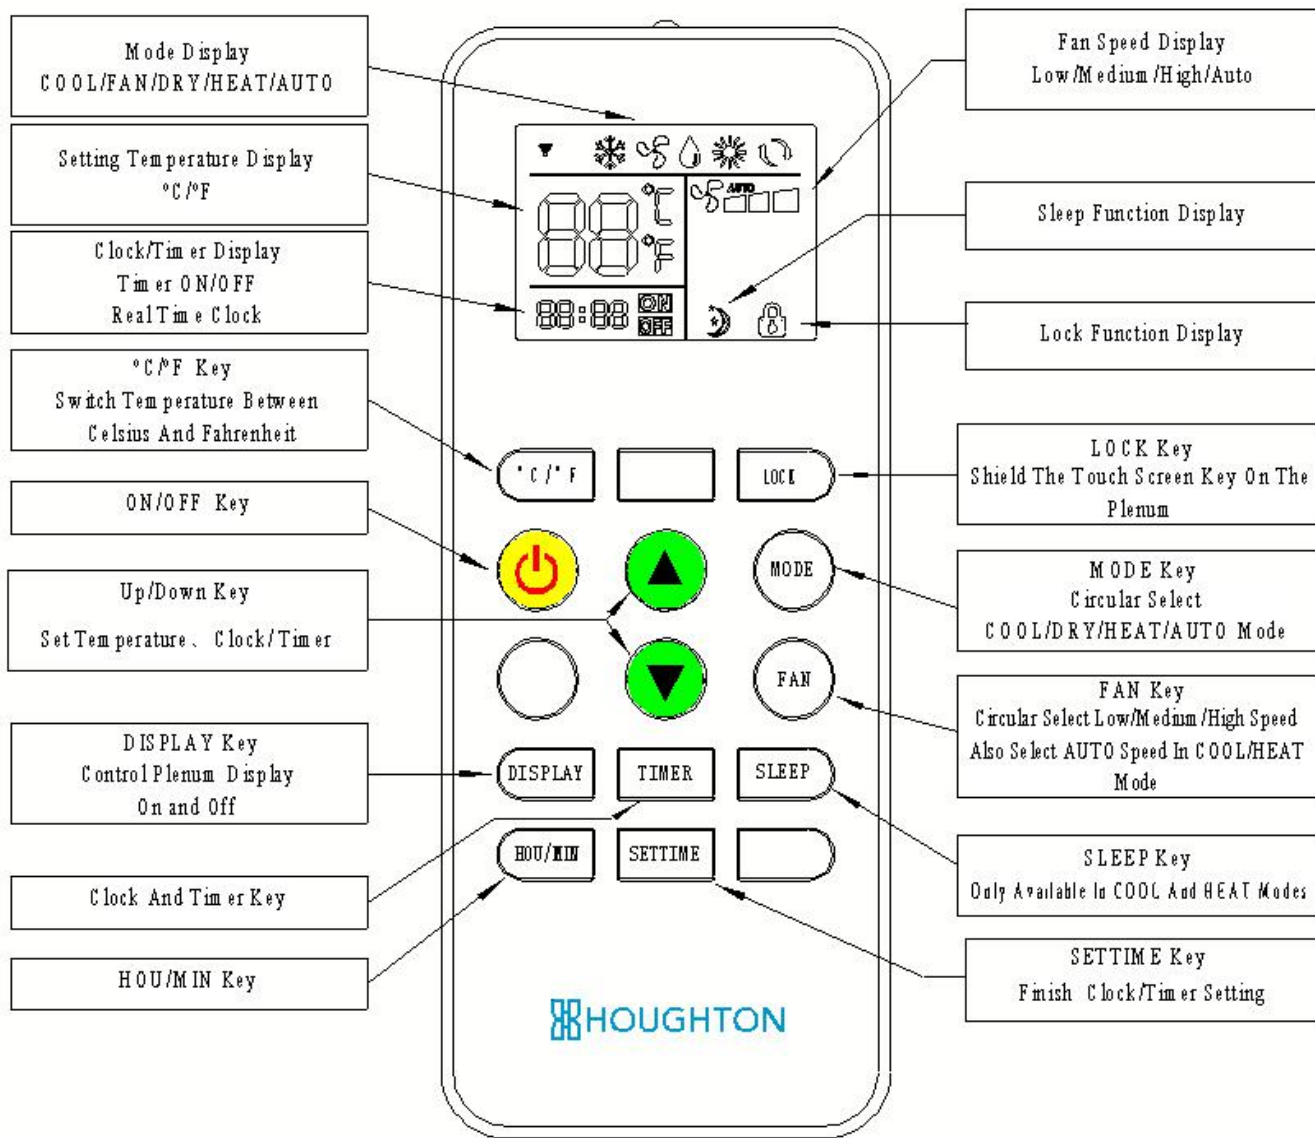 Mode Display
COOL/FAN/DRY/HEAT/AUTO
Setting Temperature Display
°C/°F
Clock/Timer Display
Timer ON/OFF
Real Time Clock
°C/°F Key
Switch Temperature Between
Celsius And Fahrenheit
ON/OFF Key
Up/Down Key
Set Temperature、 Clock/Timer
DISPLAY Key
Control Plenum Display
On and Off
Clock And Timer Key
HOU/MIN Key
AUTO
88 °C
°F
88:88 ON
OFF
°C/°F
LOCK
MODE
FAN
DISPLAY TIMER SLEEP
HOU/MIN SETTIME
HOUGHTON
Fan Speed Display
Low/Medium/High/Auto
Sleep Function Display
Lock Function Display
LOCK Key
Shield The Touch Screen Key On The
Plenum
MODE Key
Circular Select
COOL/DRY/HEAT/AUTO Mode
FAN Key
Circular Select Low/Medium/High Speed
Also Select AUTO Speed In COOL/HEAT
Mode
SLEEP Key
Only Available In COOL And HEAT Modes
SETTIME Key
Finish Clock/Timer Setting